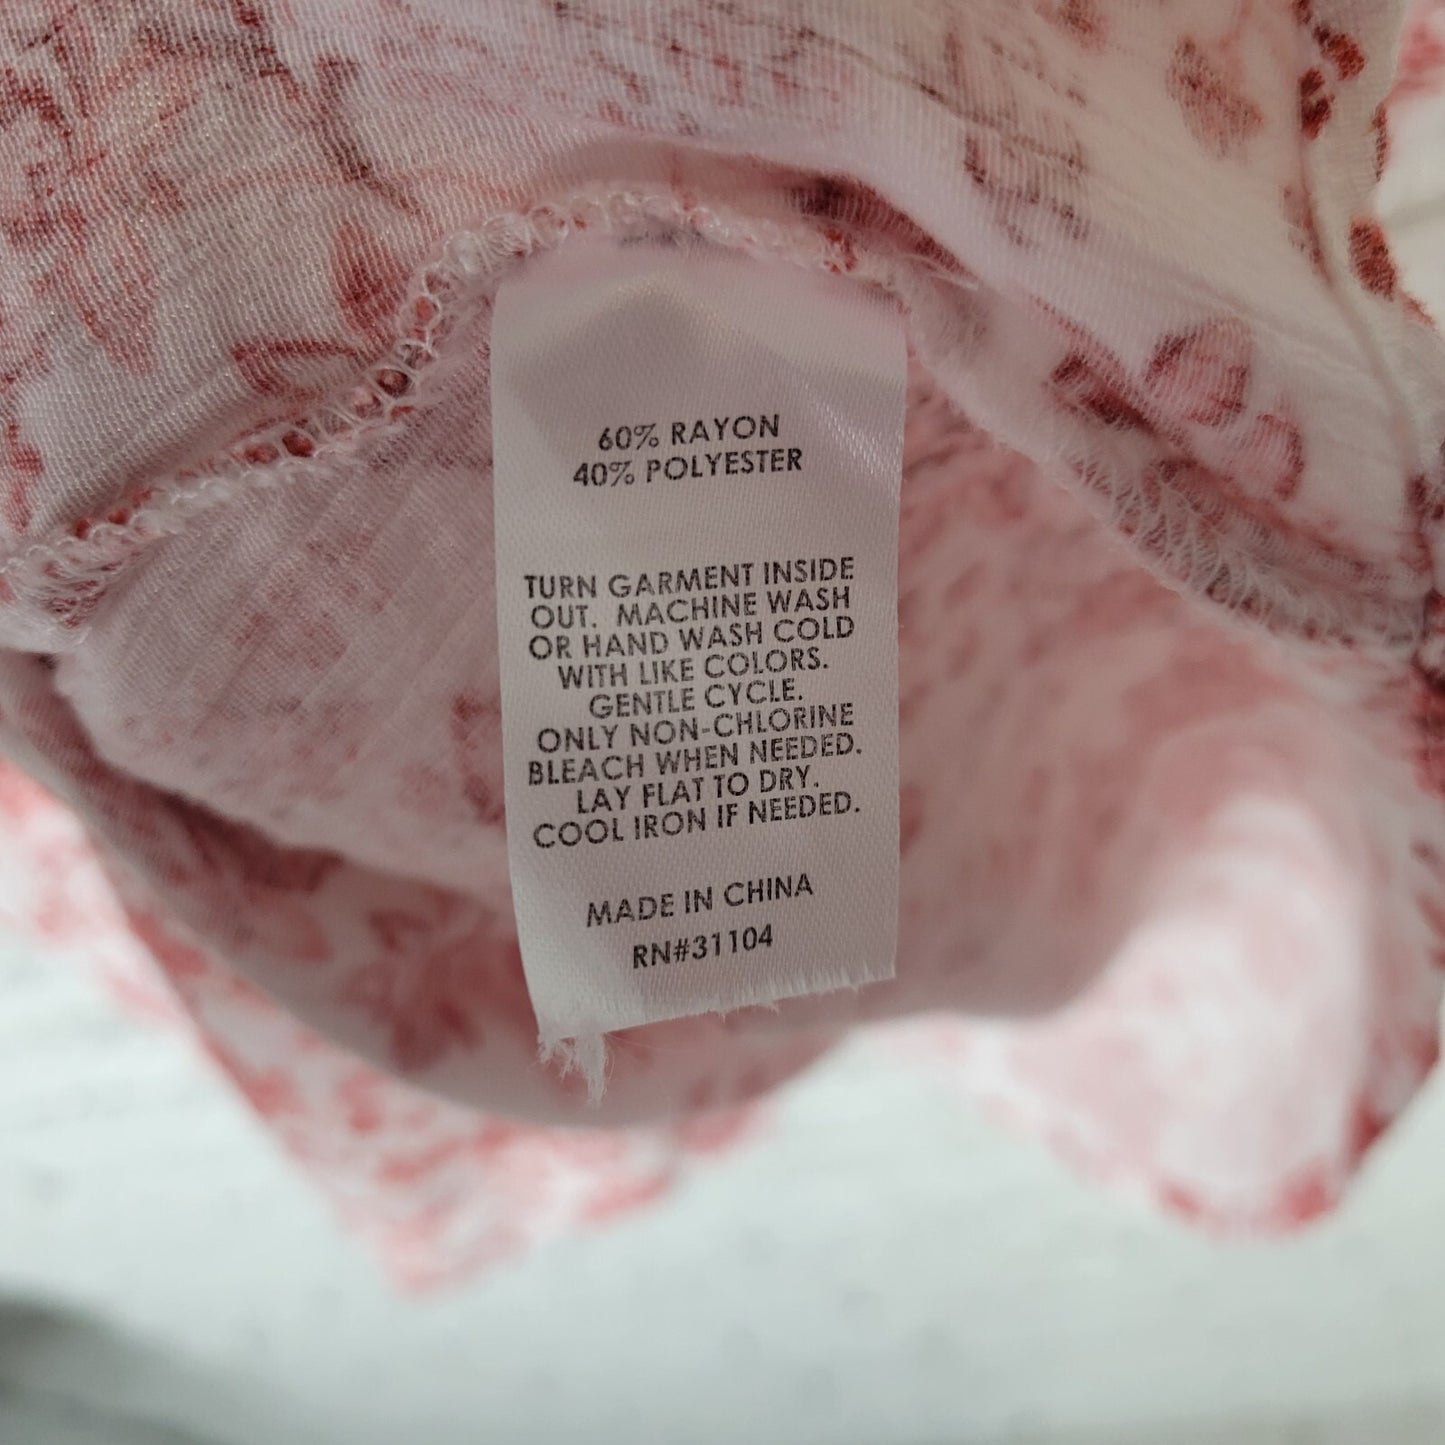 60% RAYON
40% POLYESTER
TURN GARMENT INSIDE
OUT. MACHINE WASH
OR HAND WASH COLD
WITH LIKE COLORS.
GENTLE CYCLE.
ONLY NON-CHLORINE
BLEACH WHEN NEEDED.
LAY FLAT TO DRY.
COOL IRON IF NEEDED.
MADE IN CHINA
RN#31104